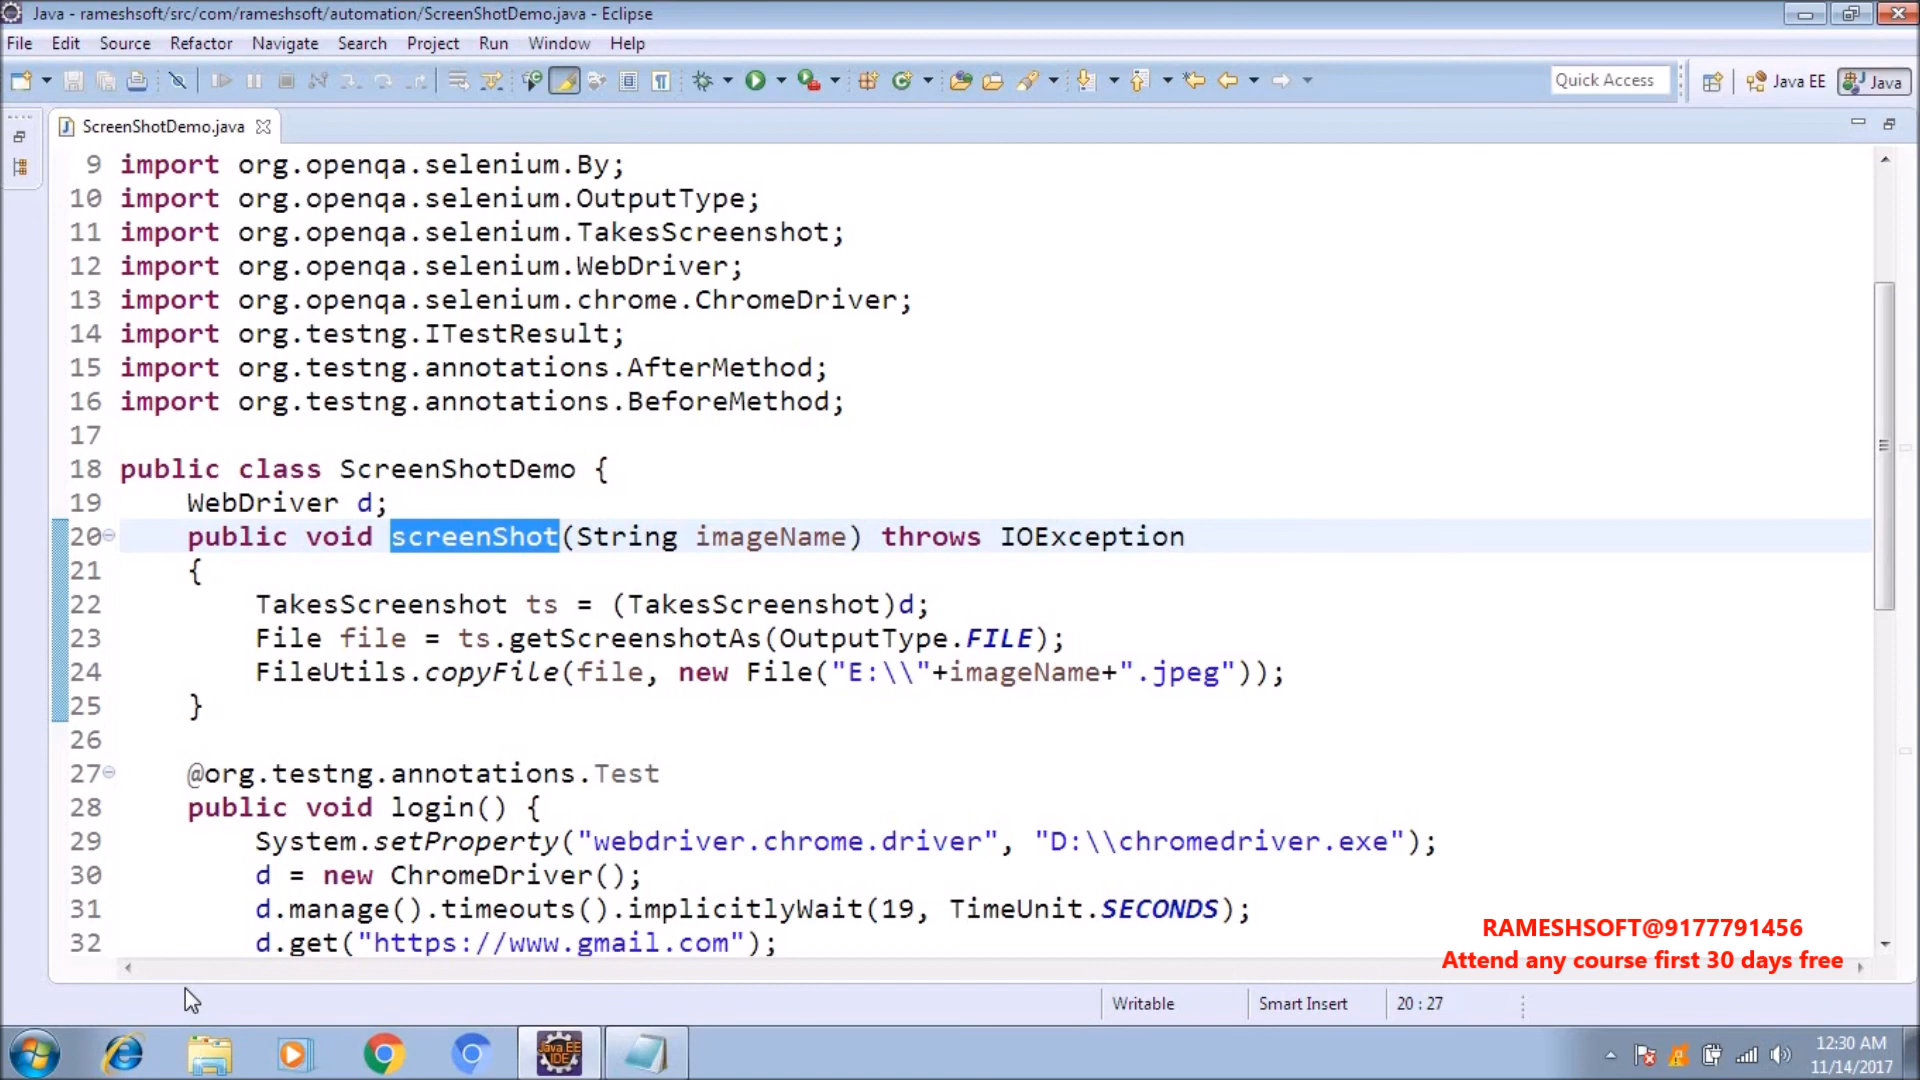 Java - rameshsoft/src/com/rameshsoft/automation/ScreenShotDemo.java - Eclipse
File Edit Source Refactor Navigate Search Project Run Window Help
Quick Access Java EE Java
ScreenShotDemo.java
9 import org.openqa.selenium.By;
10 import org.openqa.selenium.OutputType;
11 import org.openqa.selenium.TakesScreenshot;
12 import org.openqa.selenium.WebDriver;
13 import org.openqa.selenium.chrome.ChromeDriver;
14 import org.testng.ITestResult;
15 import org.testng.annotations.AfterMethod;
16 import org.testng.annotations.BeforeMethod;
17
18 public class ScreenShotDemo {
19 WebDriver d;
20 public void screenShot(String imageName) throws IOException
21 {
22 TakesScreenshot ts = (TakesScreenshot)d;
23 File file = ts.getScreenshotAs(OutputType.FILE);
24 FileUtils.copyFile(file, new File("E:\\"+imageName+".jpeg"));
25 }
26
27 @org.testng.annotations.Test
28 public void login() {
29 System.setProperty("webdriver.chrome.driver", "D:\\chromedriver.exe");
30 d = new ChromeDriver();
31 d.manage().timeouts().implicitlyWait(19, TimeUnit.SECONDS);
32 d.get("https://www.gmail.com");
RAMESHSOFT@9177791456
Attend any course first 30 days free
Writable Smart Insert 20 : 27
Java EE
IDE
12:30 AM
11/14/2017